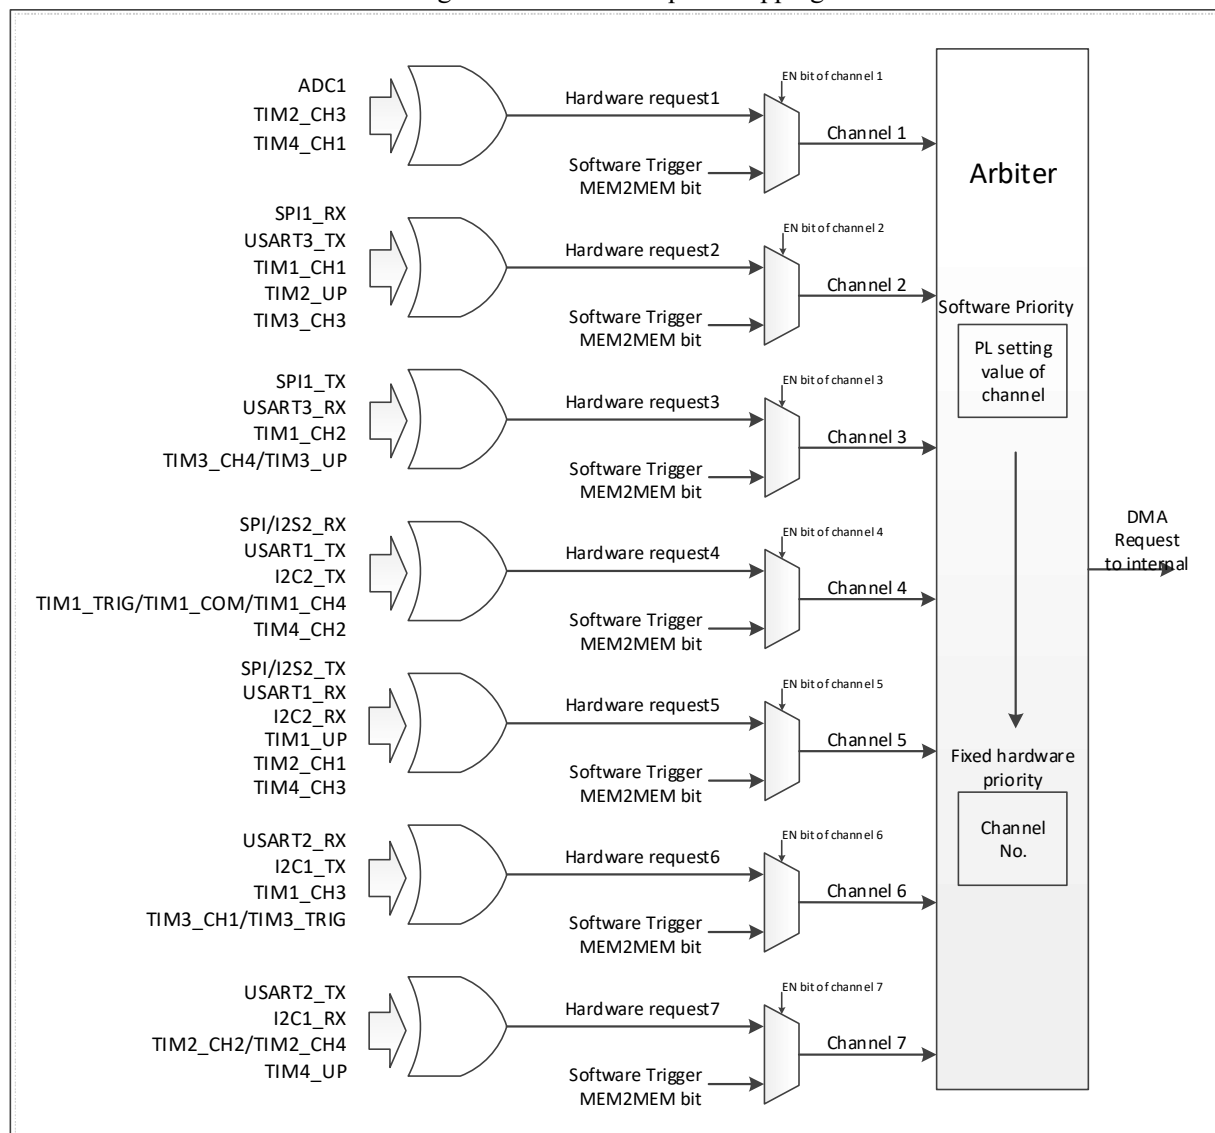 ADC1
TIM2_CH3
TIM4_CH1
Hardware request1
Software Trigger
MEM2MEM bit
EN bit of channel 1
Channel 1
SPI1_RX
USART3_TX
TIM1_CH1
TIM2_UP
TIM3_CH3
Hardware request2
Software Trigger
MEM2MEM bit
EN bit of channel 2
Channel 2
SPI1_TX
USART3_RX
TIM1_CH2
TIM3_CH4/TIM3_UP
Hardware request3
Software Trigger
MEM2MEM bit
EN bit of channel 3
Channel 3
SPI/I2S2_RX
USART1_TX
I2C2_TX
TIM1_TRIG/TIM1_COM/TIM1_CH4
TIM4_CH2
Hardware request4
Software Trigger
MEM2MEM bit
EN bit of channel 4
Channel 4
SPI/I2S2_TX
USART1_RX
I2C2_RX
TIM1_UP
TIM2_CH1
TIM4_CH3
Hardware request5
Software Trigger
MEM2MEM bit
EN bit of channel 5
Channel 5
USART2_RX
I2C1_TX
TIM1_CH3
TIM3_CH1/TIM3_TRIG
Hardware request6
Software Trigger
MEM2MEM bit
EN bit of channel 6
Channel 6
USART2_TX
I2C1_RX
TIM2_CH2/TIM2_CH4
TIM4_UP
Hardware request7
Software Trigger
MEM2MEM bit
EN bit of channel 7
Channel 7
Arbiter
Software Priority
PL setting
value of
channel
Fixed hardware
priority
Channel
No.
DMA
Request
to internal